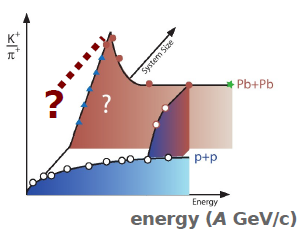 K⁺
π⁺
System Size
Pb+Pb
?
?
p+p
Energy
energy (A GeV/c)